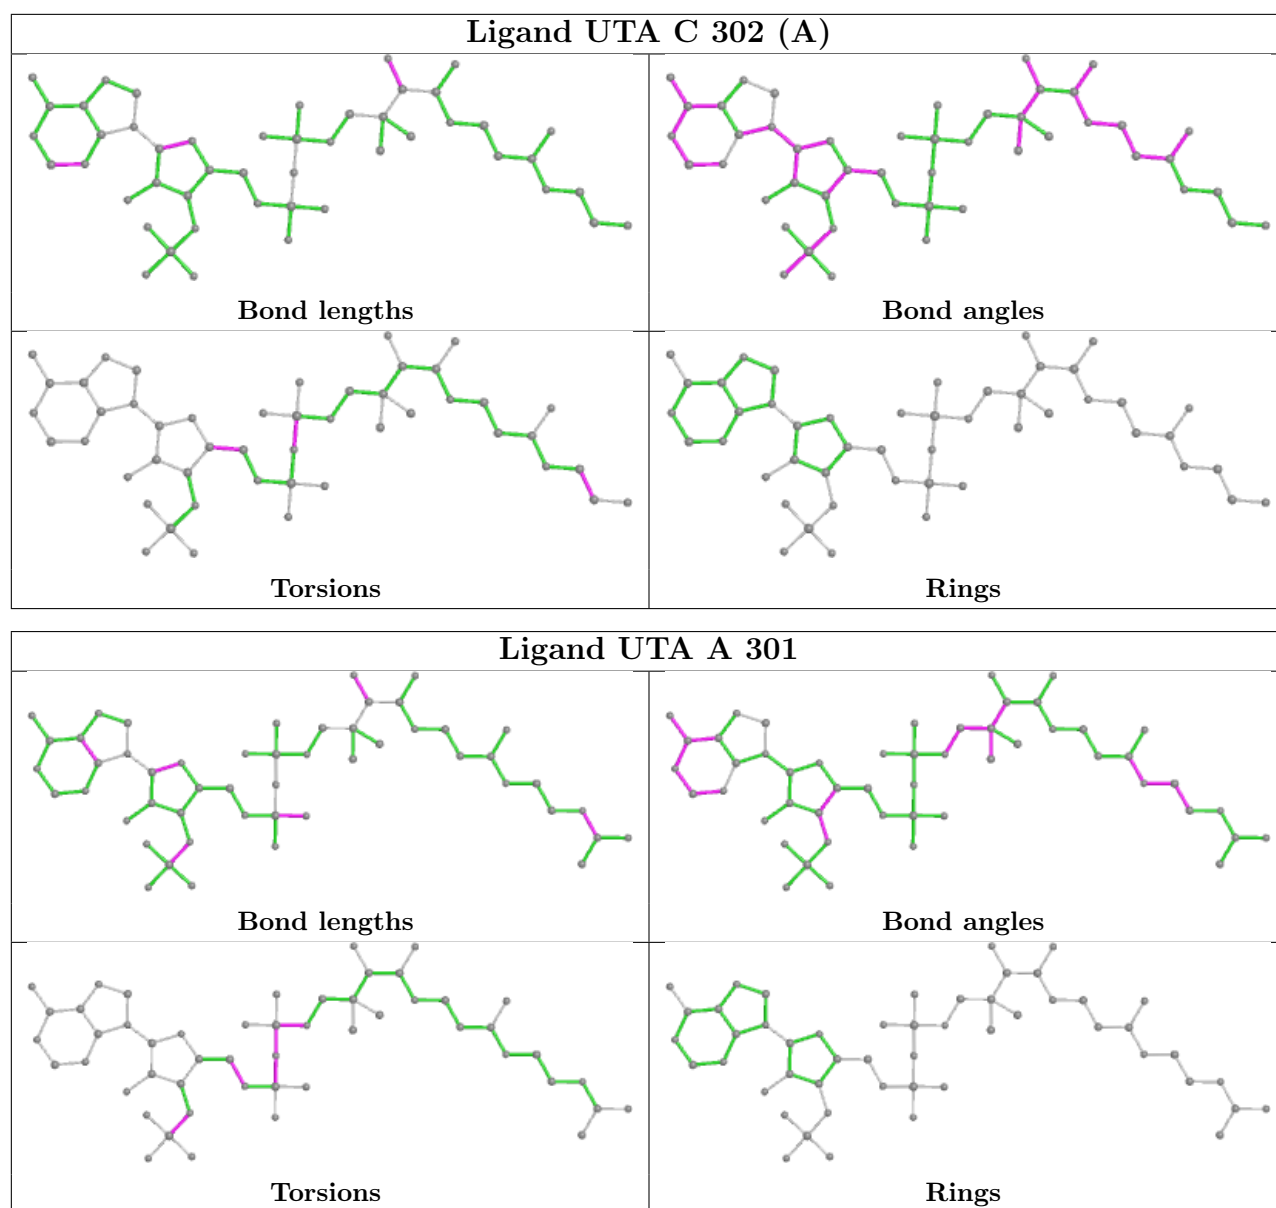 Ligand UTA C 302 (A)
Bond lengths
Bond angles
Torsions
Rings
Ligand UTA A 301
Bond lengths
Bond angles
Torsions
Rings